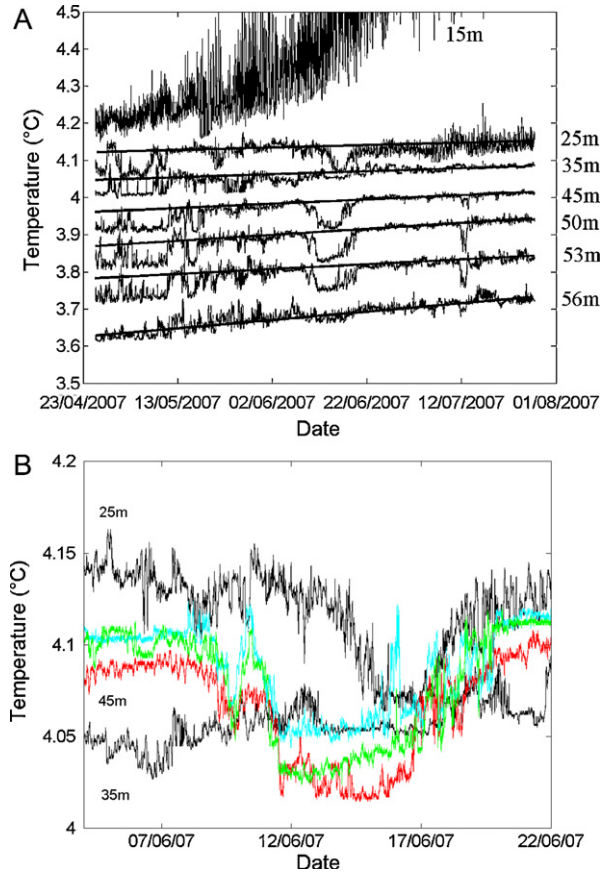 A
4.5
15m
4.4
4.3
4.2
25m
4.1
35m
4
45m
3.9
50m
3.8
53m
3.7
56m
3.6
3.5
Temperature (°C)
23/04/2007 13/05/2007 02/06/2007 22/06/2007 12/07/2007 01/08/2007
Date
B
4.2
25m
4.15
4.1
45m
4.05
35m
4
Temperature (°C)
07/06/07 12/06/07 17/06/07 22/06/07
Date